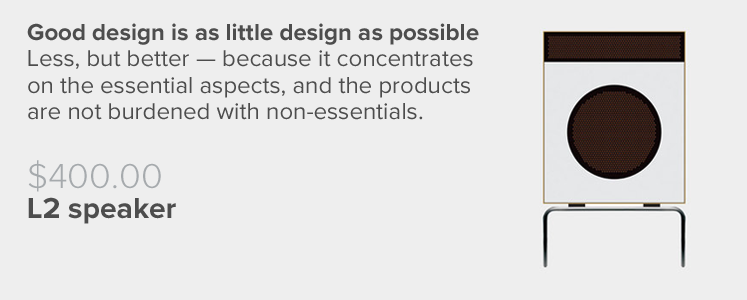 Good design is as little design as possible
Less, but better — because it concentrates
on the essential aspects, and the products
are not burdened with non-essentials.
$400.00
L2 speaker